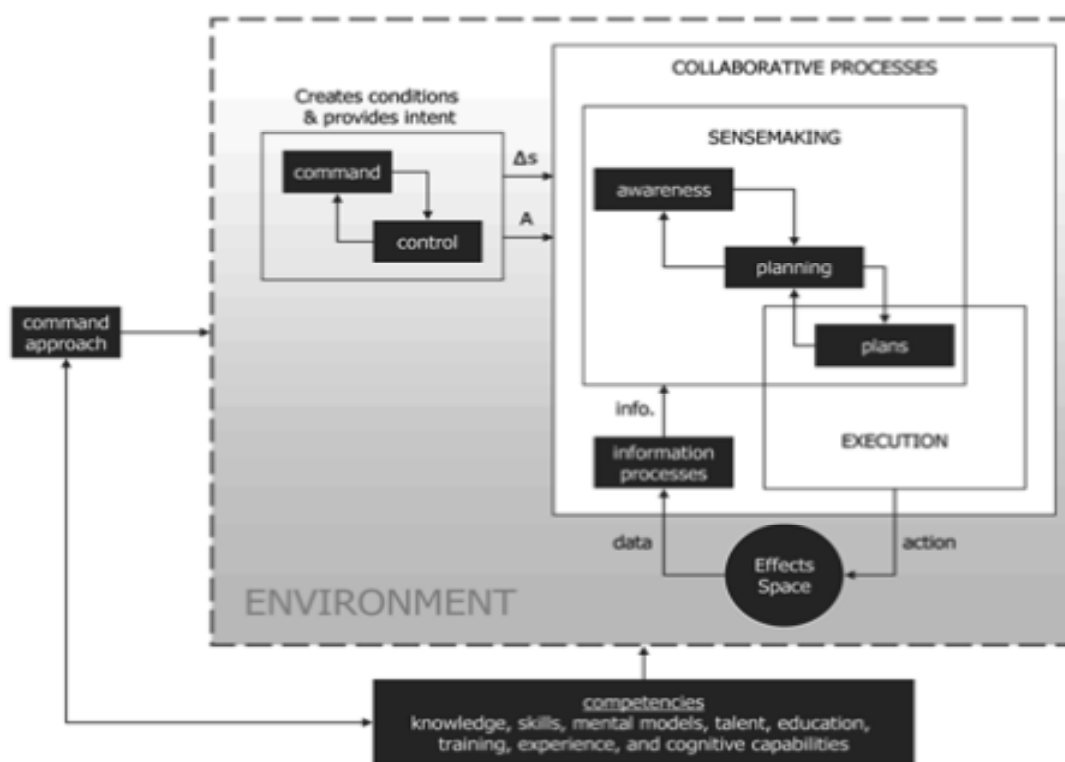 COLLABORATIVE PROCESSES
Creates conditions
& provides intent
SENSEMAKING
command
Δs
awareness
control
A
planning
command
approach
plans
info.
EXECUTION
information
processes
data
action
Effects
Space
ENVIRONMENT
competencies
knowledge, skills, mental models, talent, education,
training, experience, and cognitive capabilities